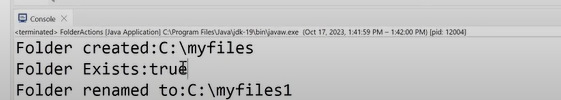 Console
<terminated> FolderActions [Java Application] C:\Program Files\Java\jdk-19\bin\javaw.exe (Oct 17, 2023, 1:41:59 PM – 1:42:00 PM) [pid: 12004]
Folder created:C:\myfiles
Folder Exists:true
Folder renamed to:C:\myfiles1